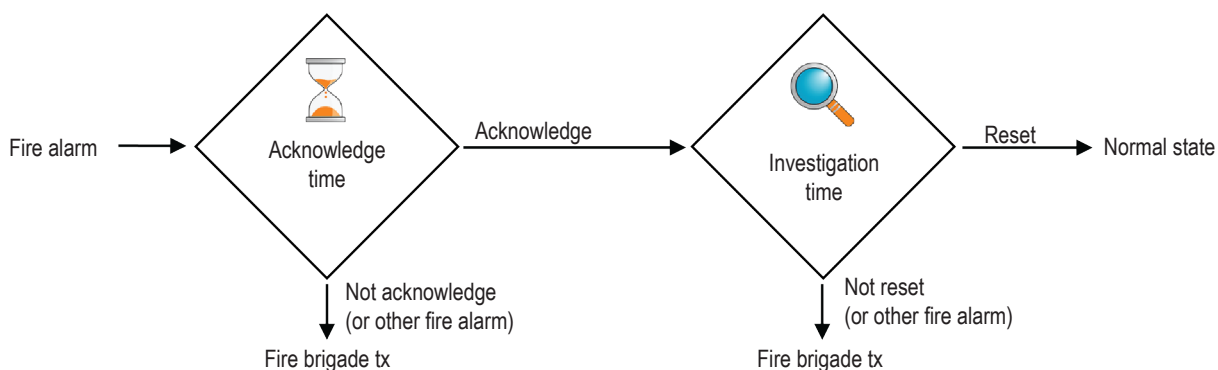 Fire alarm
Acknowledge
time
Acknowledge
Investigation
time
Reset
Normal state
Not acknowledge
(or other fire alarm)
Fire brigade tx
Not reset
(or other fire alarm)
Fire brigade tx